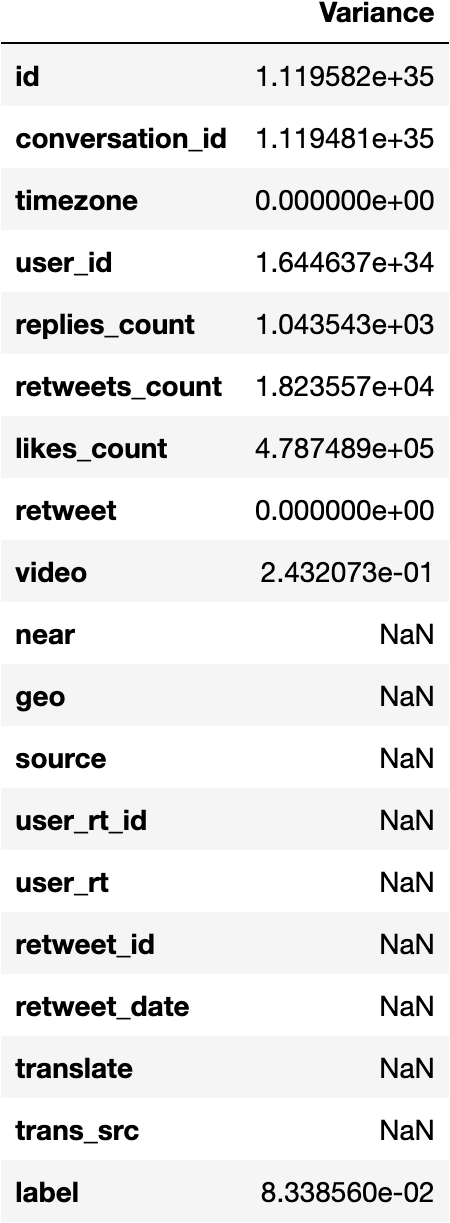 Variance
id 1.119582e+35
conversation_id 1.119481e+35
timezone 0.000000e+00
user_id 1.644637e+34
replies_count 1.043543e+03
retweets_count 1.823557e+04
likes_count 4.787489e+05
retweet 0.000000e+00
video 2.432073e-01
near NaN
geo NaN
source NaN
user_rt_id NaN
user_rt NaN
retweet_id NaN
retweet_date NaN
translate NaN
trans_src NaN
label 8.338560e-02